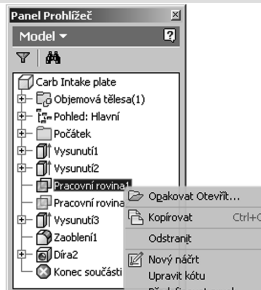 Panel Prohlížeč
Model
Carb Intake plate
Objemová tělesa(1)
Pohled: Hlavní
Počátek
Vysunutí1
Vysunutí2
Pracovní rovina1
Pracovní rovina
Vysunutí3
Zaoblení1
Díra2
Konec součásti
Opakovat Otevřít...
Kopírovat Ctrl+C
Odstranit
Nový náčrt
Upravit kótu